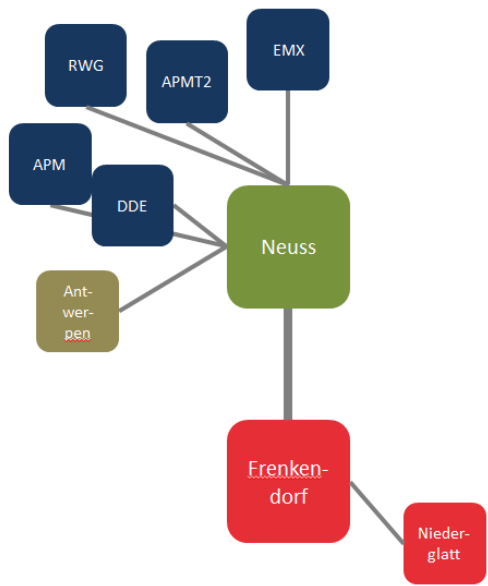 EMX
RWG
APMT2
APM
DDE
Neuss
Ant-
wer-
pen
Frenken-
dorf
Nieder-
glatt